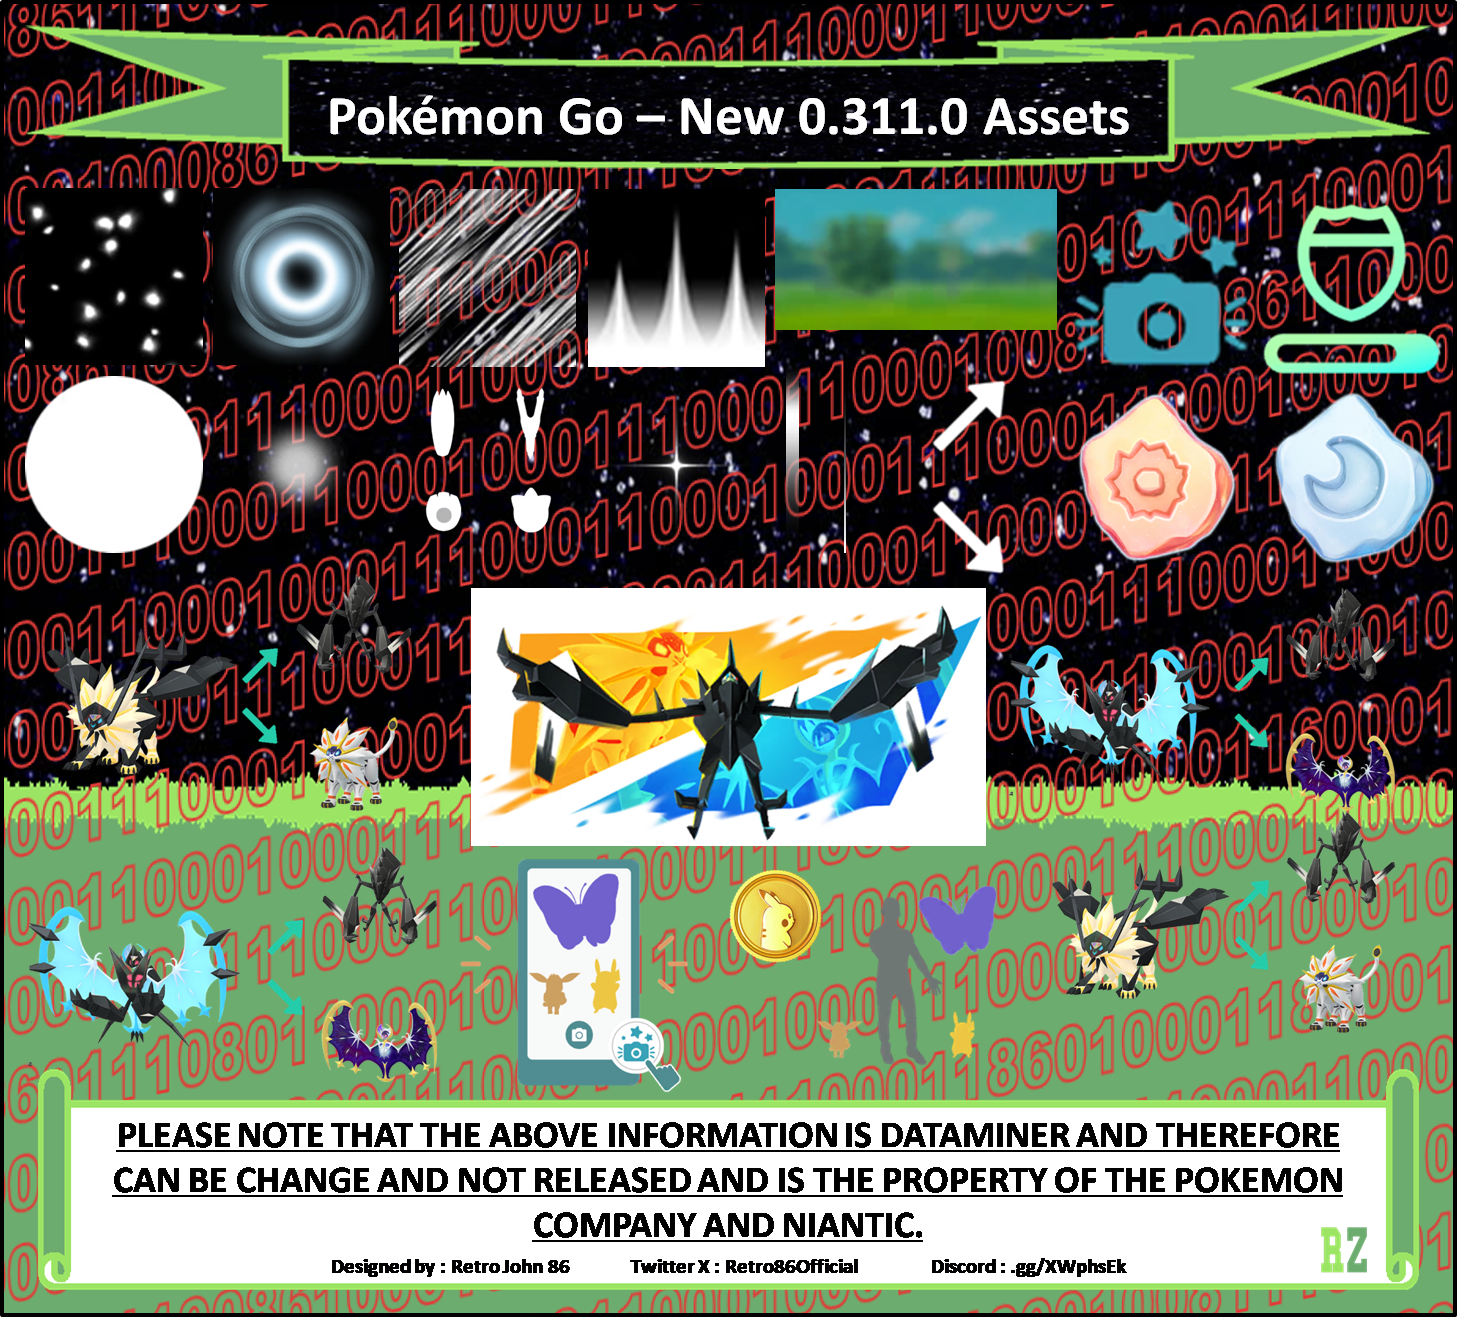 Pokémon Go – New 0.311.0 Assets
PLEASE NOTE THAT THE ABOVE INFORMATION IS DATAMINER AND THEREFORE
CAN BE CHANGE AND NOT RELEASED AND IS THE PROPERTY OF THE POKEMON
COMPANY AND NIANTIC.
RZ
Designed by : Retro John 86 Twitter X : Retro86Official Discord : .gg/XWphsEk